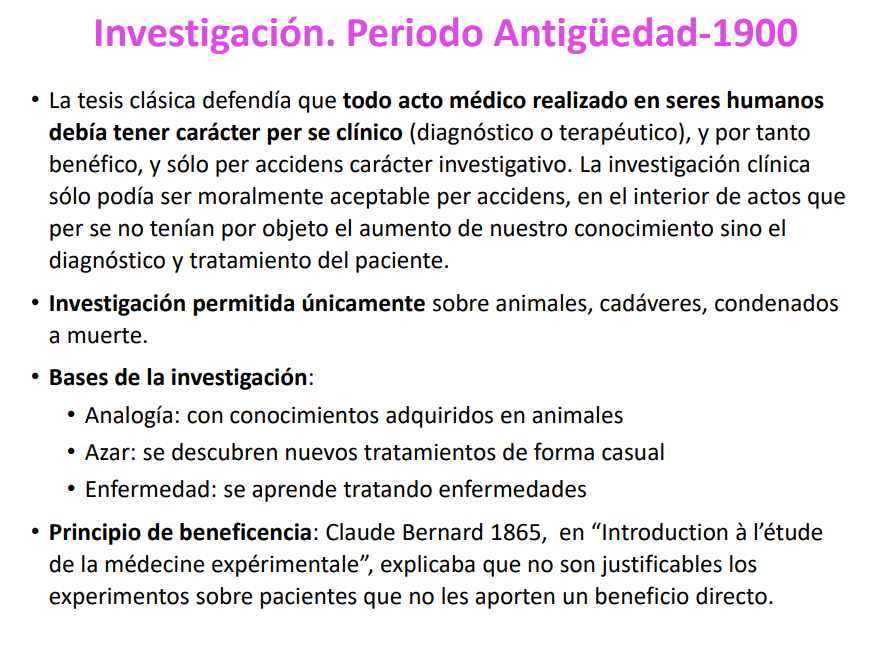 Investigación. Periodo Antigüedad-1900
• La tesis clásica defendía que todo acto médico realizado en seres humanos
debía tener carácter per se clínico (diagnóstico o terapéutico), y por tanto
benéfico, y sólo per accidens carácter investigativo. La investigación clínica
sólo podía ser moralmente aceptable per accidens, en el interior de actos que
per se no tenían por objeto el aumento de nuestro conocimiento sino el
diagnóstico y tratamiento del paciente.
• Investigación permitida únicamente sobre animales, cadáveres, condenados
a muerte.
• Bases de la investigación:
• Analogía: con conocimientos adquiridos en animales
• Azar: se descubren nuevos tratamientos de forma casual
• Enfermedad: se aprende tratando enfermedades
• Principio de beneficencia: Claude Bernard 1865, en “Introduction à l’étude
de la médecine expérimentale”, explicaba que no son justificables los
experimentos sobre pacientes que no les aporten un beneficio directo.